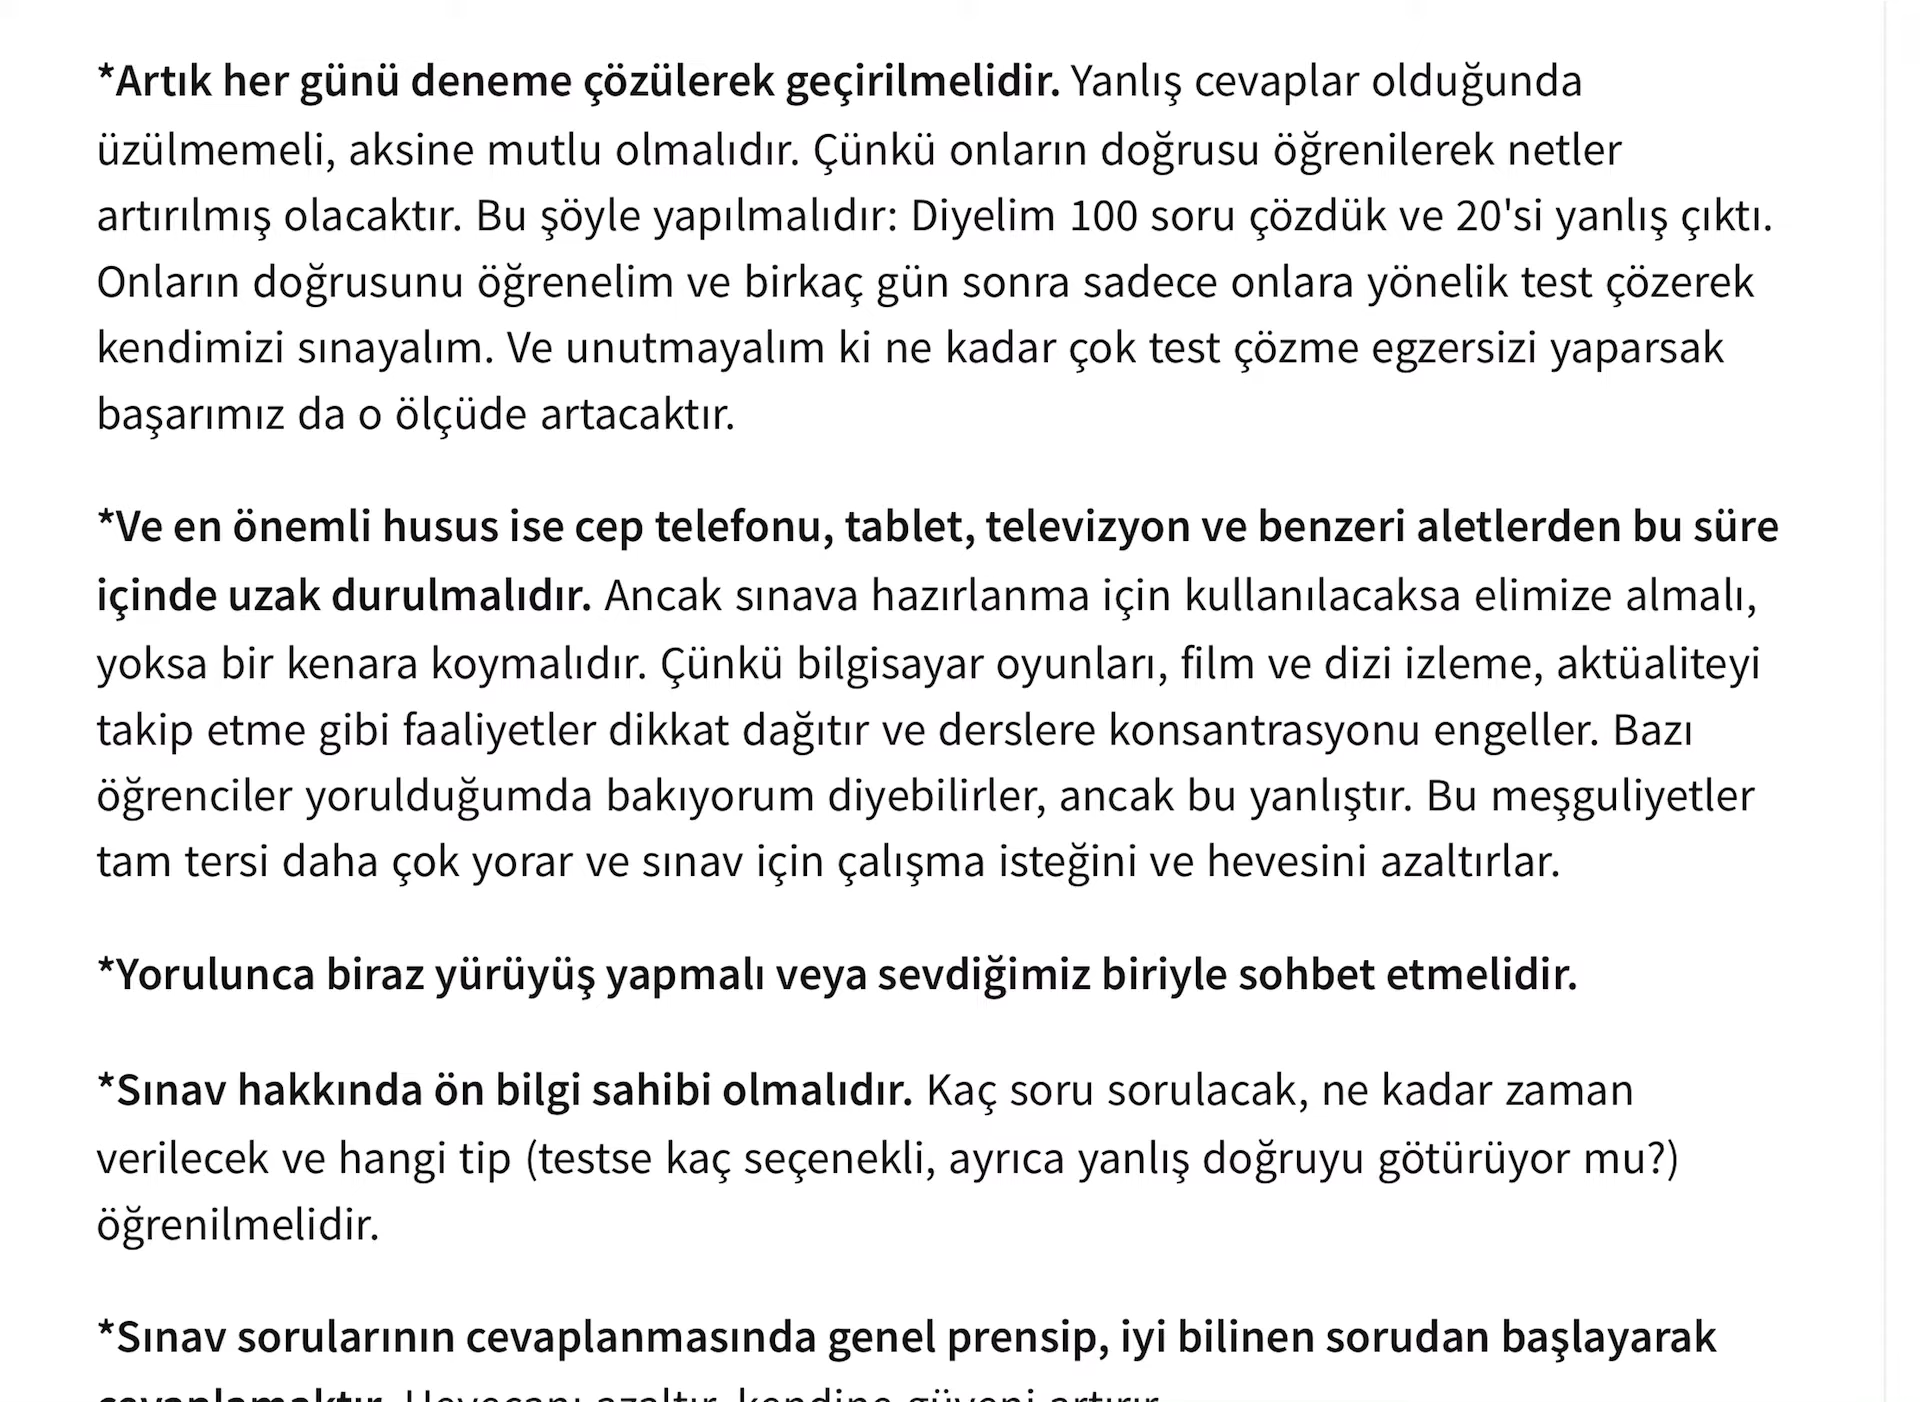 *Artık her günü deneme çözülerek geçirilmelidir. Yanlış cevaplar olduğunda
üzülmemeli, aksine mutlu olmalıdır. Çünkü onların doğrusu öğrenilerek netler
artırılmış olacaktır. Bu şöyle yapılmalıdır: Diyelim 100 soru çözdük ve 20'si yanlış çıktı.
Onların doğrusunu öğrenelim ve birkaç gün sonra sadece onlara yönelik test çözerek
kendimizi sınayalım. Ve unutmayalım ki ne kadar çok test çözme egzersizi yaparsak
başarımız da o ölçüde artacaktır.
*Ve en önemli husus ise cep telefonu, tablet, televizyon ve benzeri aletlerden bu süre
içinde uzak durulmalıdır. Ancak sınava hazırlanma için kullanılacaksa elimize almalı,
yoksa bir kenara koymalıdır. Çünkü bilgisayar oyunları, film ve dizi izleme, aktüaliteyi
takip etme gibi faaliyetler dikkat dağıtır ve derslere konsantrasyonu engeller. Bazı
öğrenciler yorulduğumda bakıyorum diyebilirler, ancak bu yanlıştır. Bu meşguliyetler
tam tersi daha çok yorar ve sınav için çalışma isteğini ve hevesini azaltırlar.
*Yorulunca biraz yürüyüş yapmalı veya sevdiğimiz biriyle sohbet etmelidir.
*Sınav hakkında ön bilgi sahibi olmalıdır. Kaç soru sorulacak, ne kadar zaman
verilecek ve hangi tip (testse kaç seçenekli, ayrıca yanlış doğruyu götürüyor mu?)
öğrenilmelidir.
*Sınav sorularının cevaplanmasında genel prensip, iyi bilinen sorudan başlayarak
cevaplamaktır. Heyecanı azaltır, kendine güveni artırır.